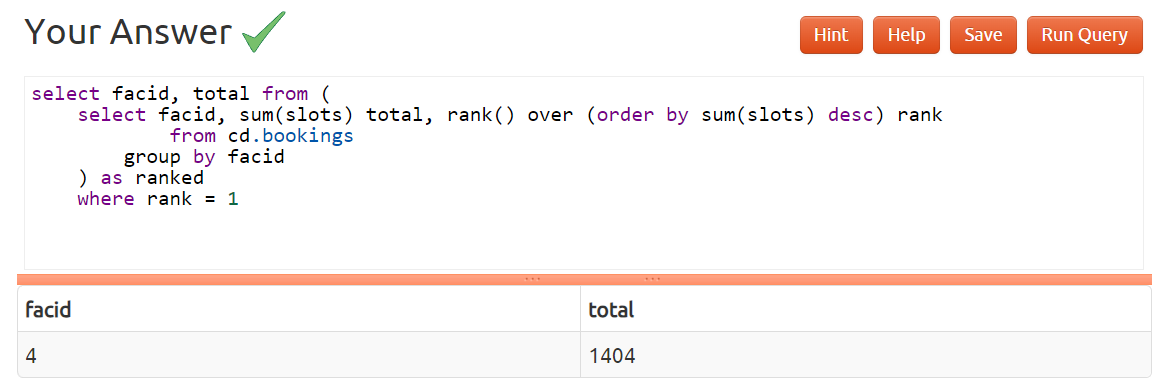 Your Answer
Hint Help Save Run Query
select facid, total from (
    select facid, sum(slots) total, rank() over (order by sum(slots) desc) rank
            from cd.bookings
        group by facid
    ) as ranked
    where rank = 1
facid total
4 1404